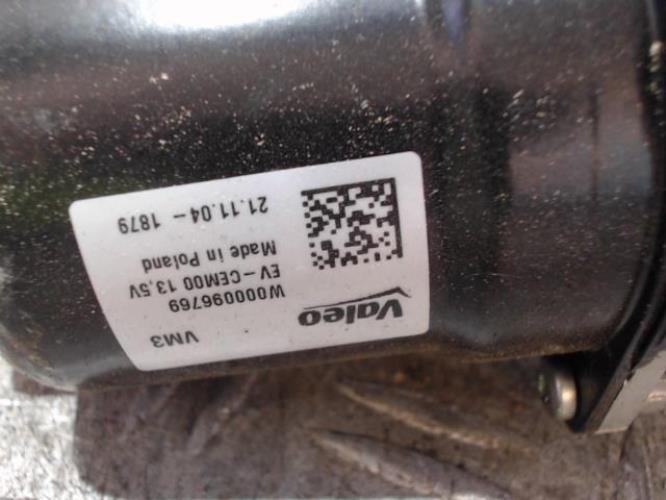 Valeo
VM3
W000096769
EV-CEM00 13,5V
Made in Poland
21.11.04-1879